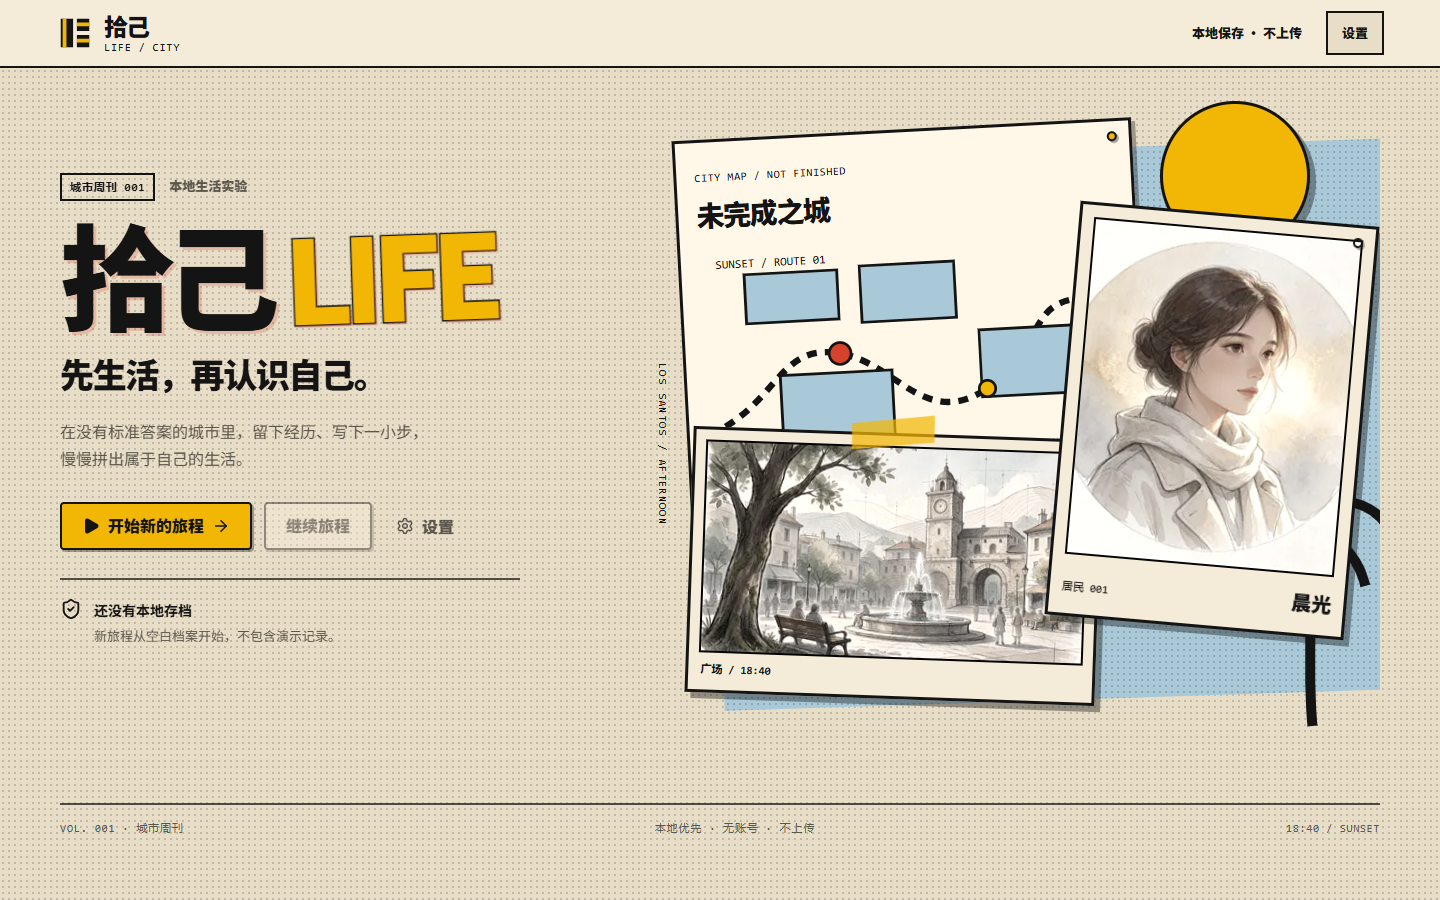 拾己
LIFE / CITY
本地保存 · 不上传
设置
城市周刊 001
本地生活实验
拾己LIFE
先生活，再认识自己。
在没有标准答案的城市里，留下经历、写下一小步，
慢慢拼出属于自己的生活。
开始新的旅程 →
继续旅程
设置
还没有本地存档
新旅程从空白档案开始，不包含演示记录。
LOS SANTOS / AFTERNOON
CITY MAP / NOT FINISHED
未完成之城
SUNSET / ROUTE 01
广场 / 18:40
居民 001
晨光
VOL. 001 · 城市周刊
本地优先 · 无账号 · 不上传
18:40 / SUNSET